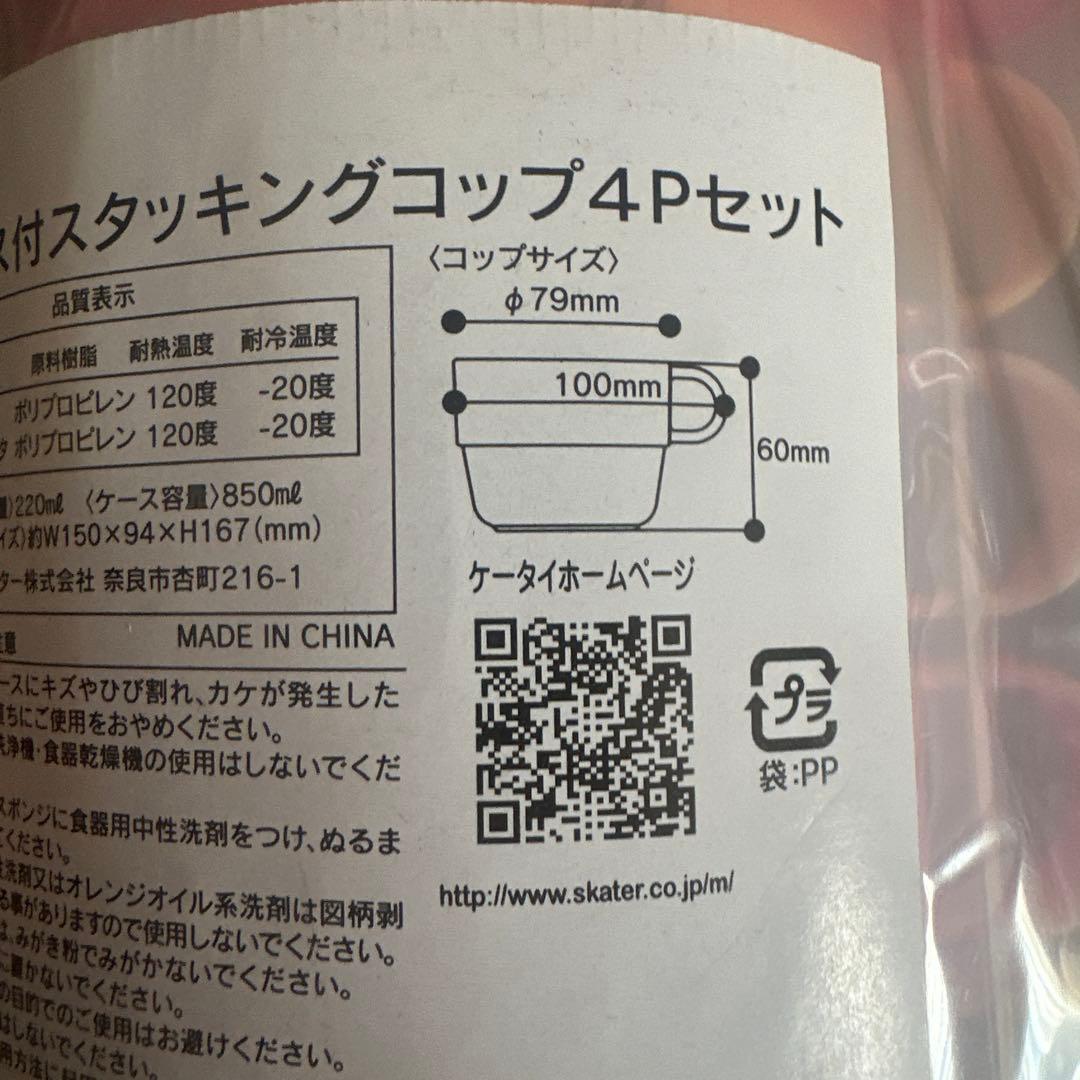 付スタッキングコップ4Pセット
品質表示
原料樹脂 耐熱温度 耐冷温度
ポリプロピレン 120度 -20度
タ ポリプロピレン 120度 -20度
220㎖ 〈ケース容量〉850㎖
イズ〉約W150×94×H167(mm)
ター株式会社 奈良市杏町216-1
〈コップサイズ〉
φ79mm
100mm
60mm
ケータイホームページ
http://www.skater.co.jp/m/
プラ
袋:PP
意
MADE IN CHINA
ースにキズやひび割れ、カケが発生した
直ちにご使用をおやめください。
洗浄機・食器乾燥機の使用はしないでくだ
スポンジに食器用中性洗剤をつけ、ぬるま
ください。
性洗剤又はオレンジオイル系洗剤は図柄剥
る事がありますので使用しないでください。
は、みがき粉でみがかないでください。
に置かないでください。
の目的でのご使用はお避けください。
はしないでください。
用方法に